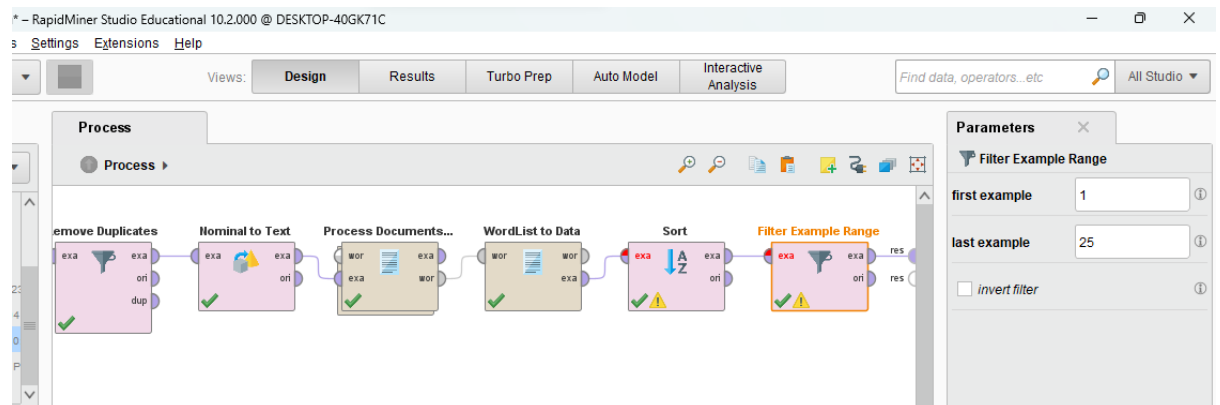 * – RapidMiner Studio Educational 10.2.000 @ DESKTOP-40GK71C
s Settings Extensions Help
Views: Design Results Turbo Prep Auto Model Interactive Analysis Find data, operators...etc All Studio
Process Parameters
Process Filter Example Range
first example 1
last example 25
invert filter
emove Duplicates Nominal to Text Process Documents... WordList to Data Sort Filter Example Range
exa exa exa exa wor exa wor wor exa exa exa exa res
ori ori exa wor exa ori ori res
dup